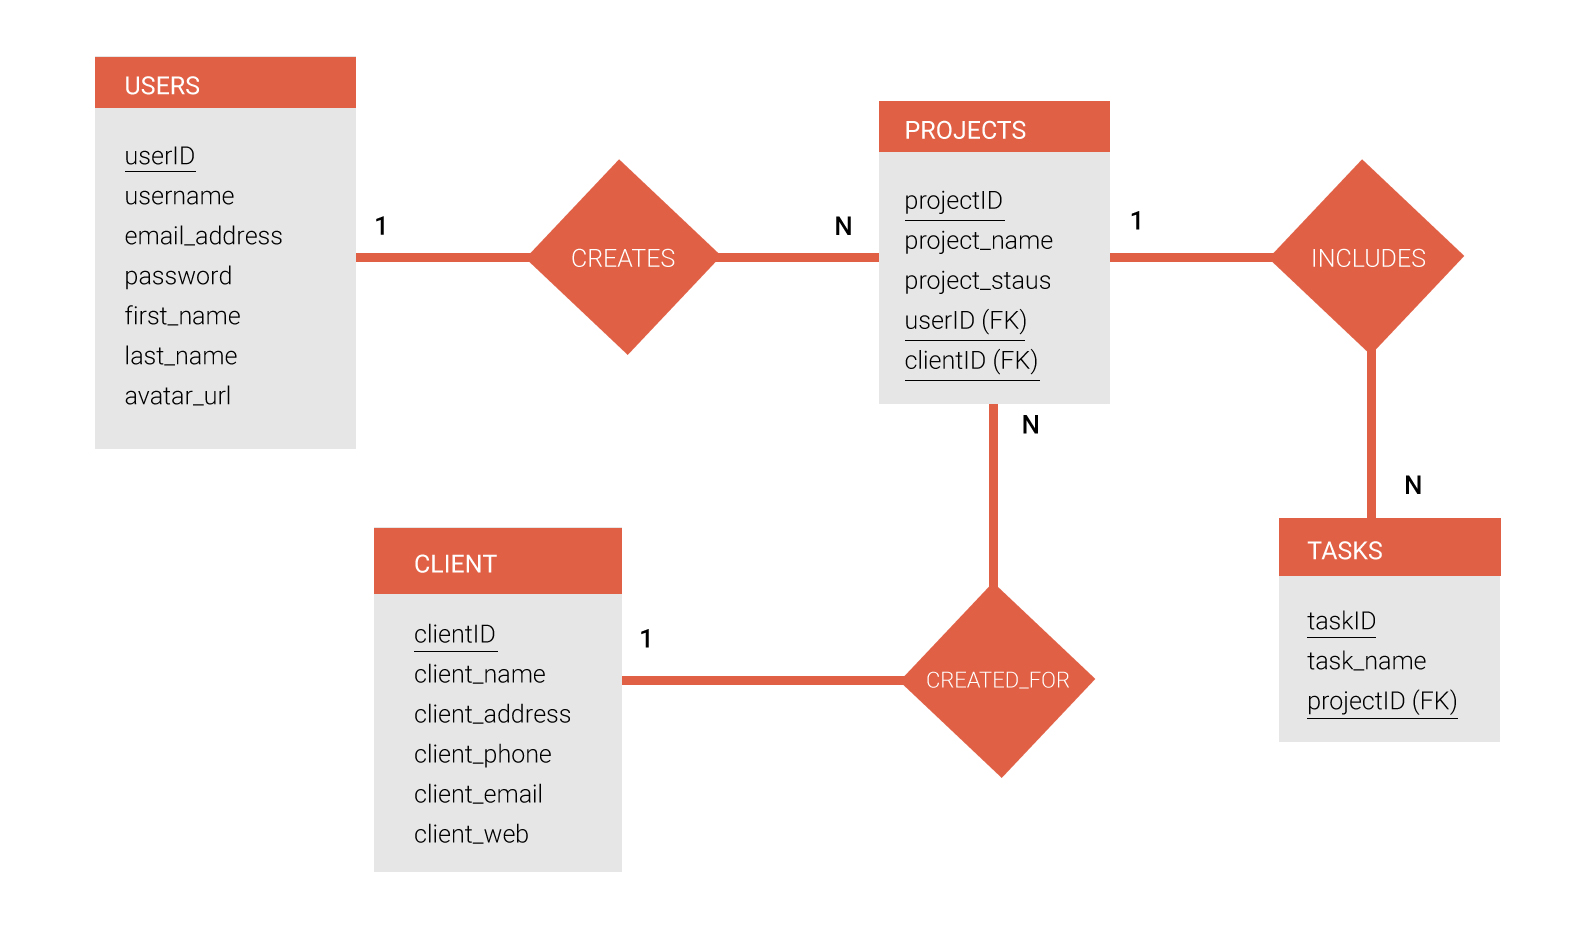 USERS
userID
username
email_address
password
first_name
last_name
avatar_url
1
CREATES
N
PROJECTS
projectID
project_name
project_staus
userID (FK)
clientID (FK)
1
INCLUDES
N
N
TASKS
taskID
task_name
projectID (FK)
CLIENT
clientID
client_name
client_address
client_phone
client_email
client_web
1
CREATED_FOR